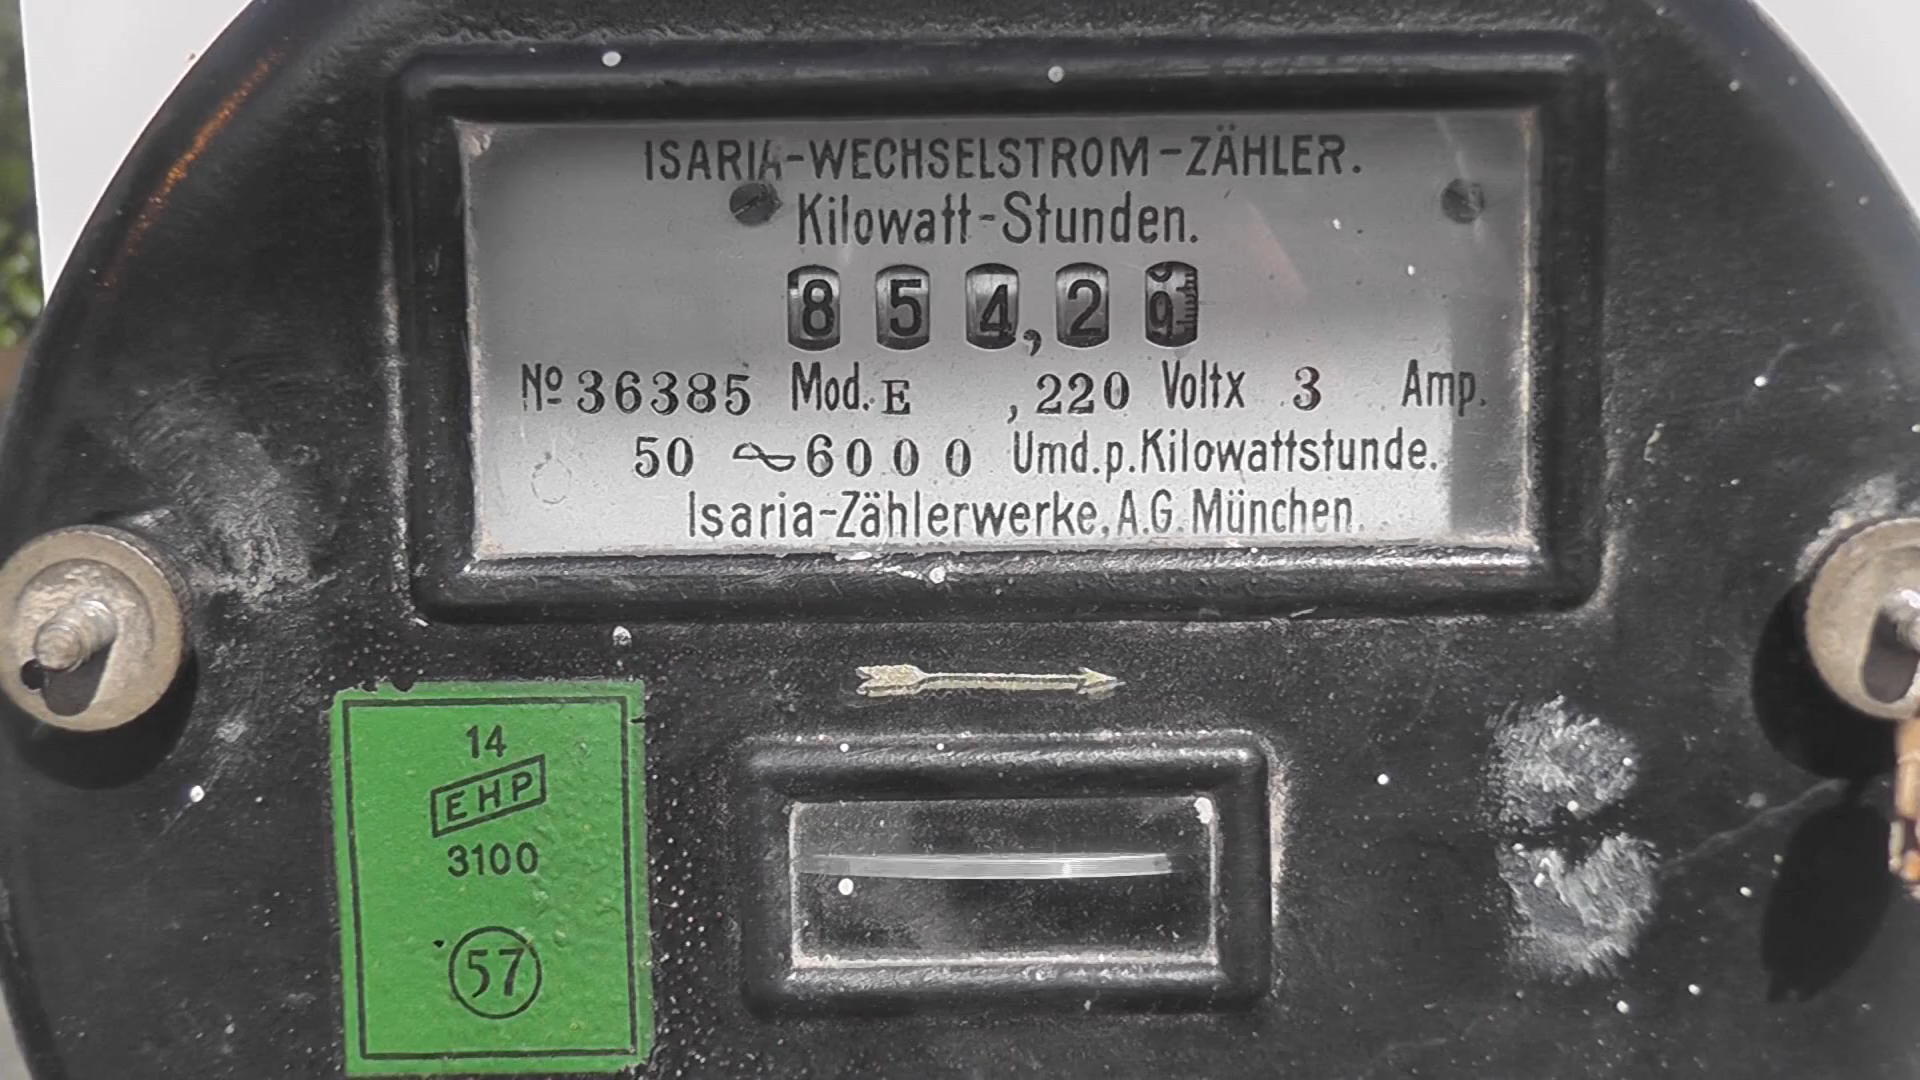 ISARIA-WECHSELSTROM-ZÄHLER.
Kilowatt-Stunden.
8 5 4,2 9
№ 36385 Mod. E , 220 Voltx 3 Amp.
50 ∾ 6000 Umd.p.Kilowattstunde.
Isaria-Zählerwerke, A.G. München.
14
EHP
3100
57